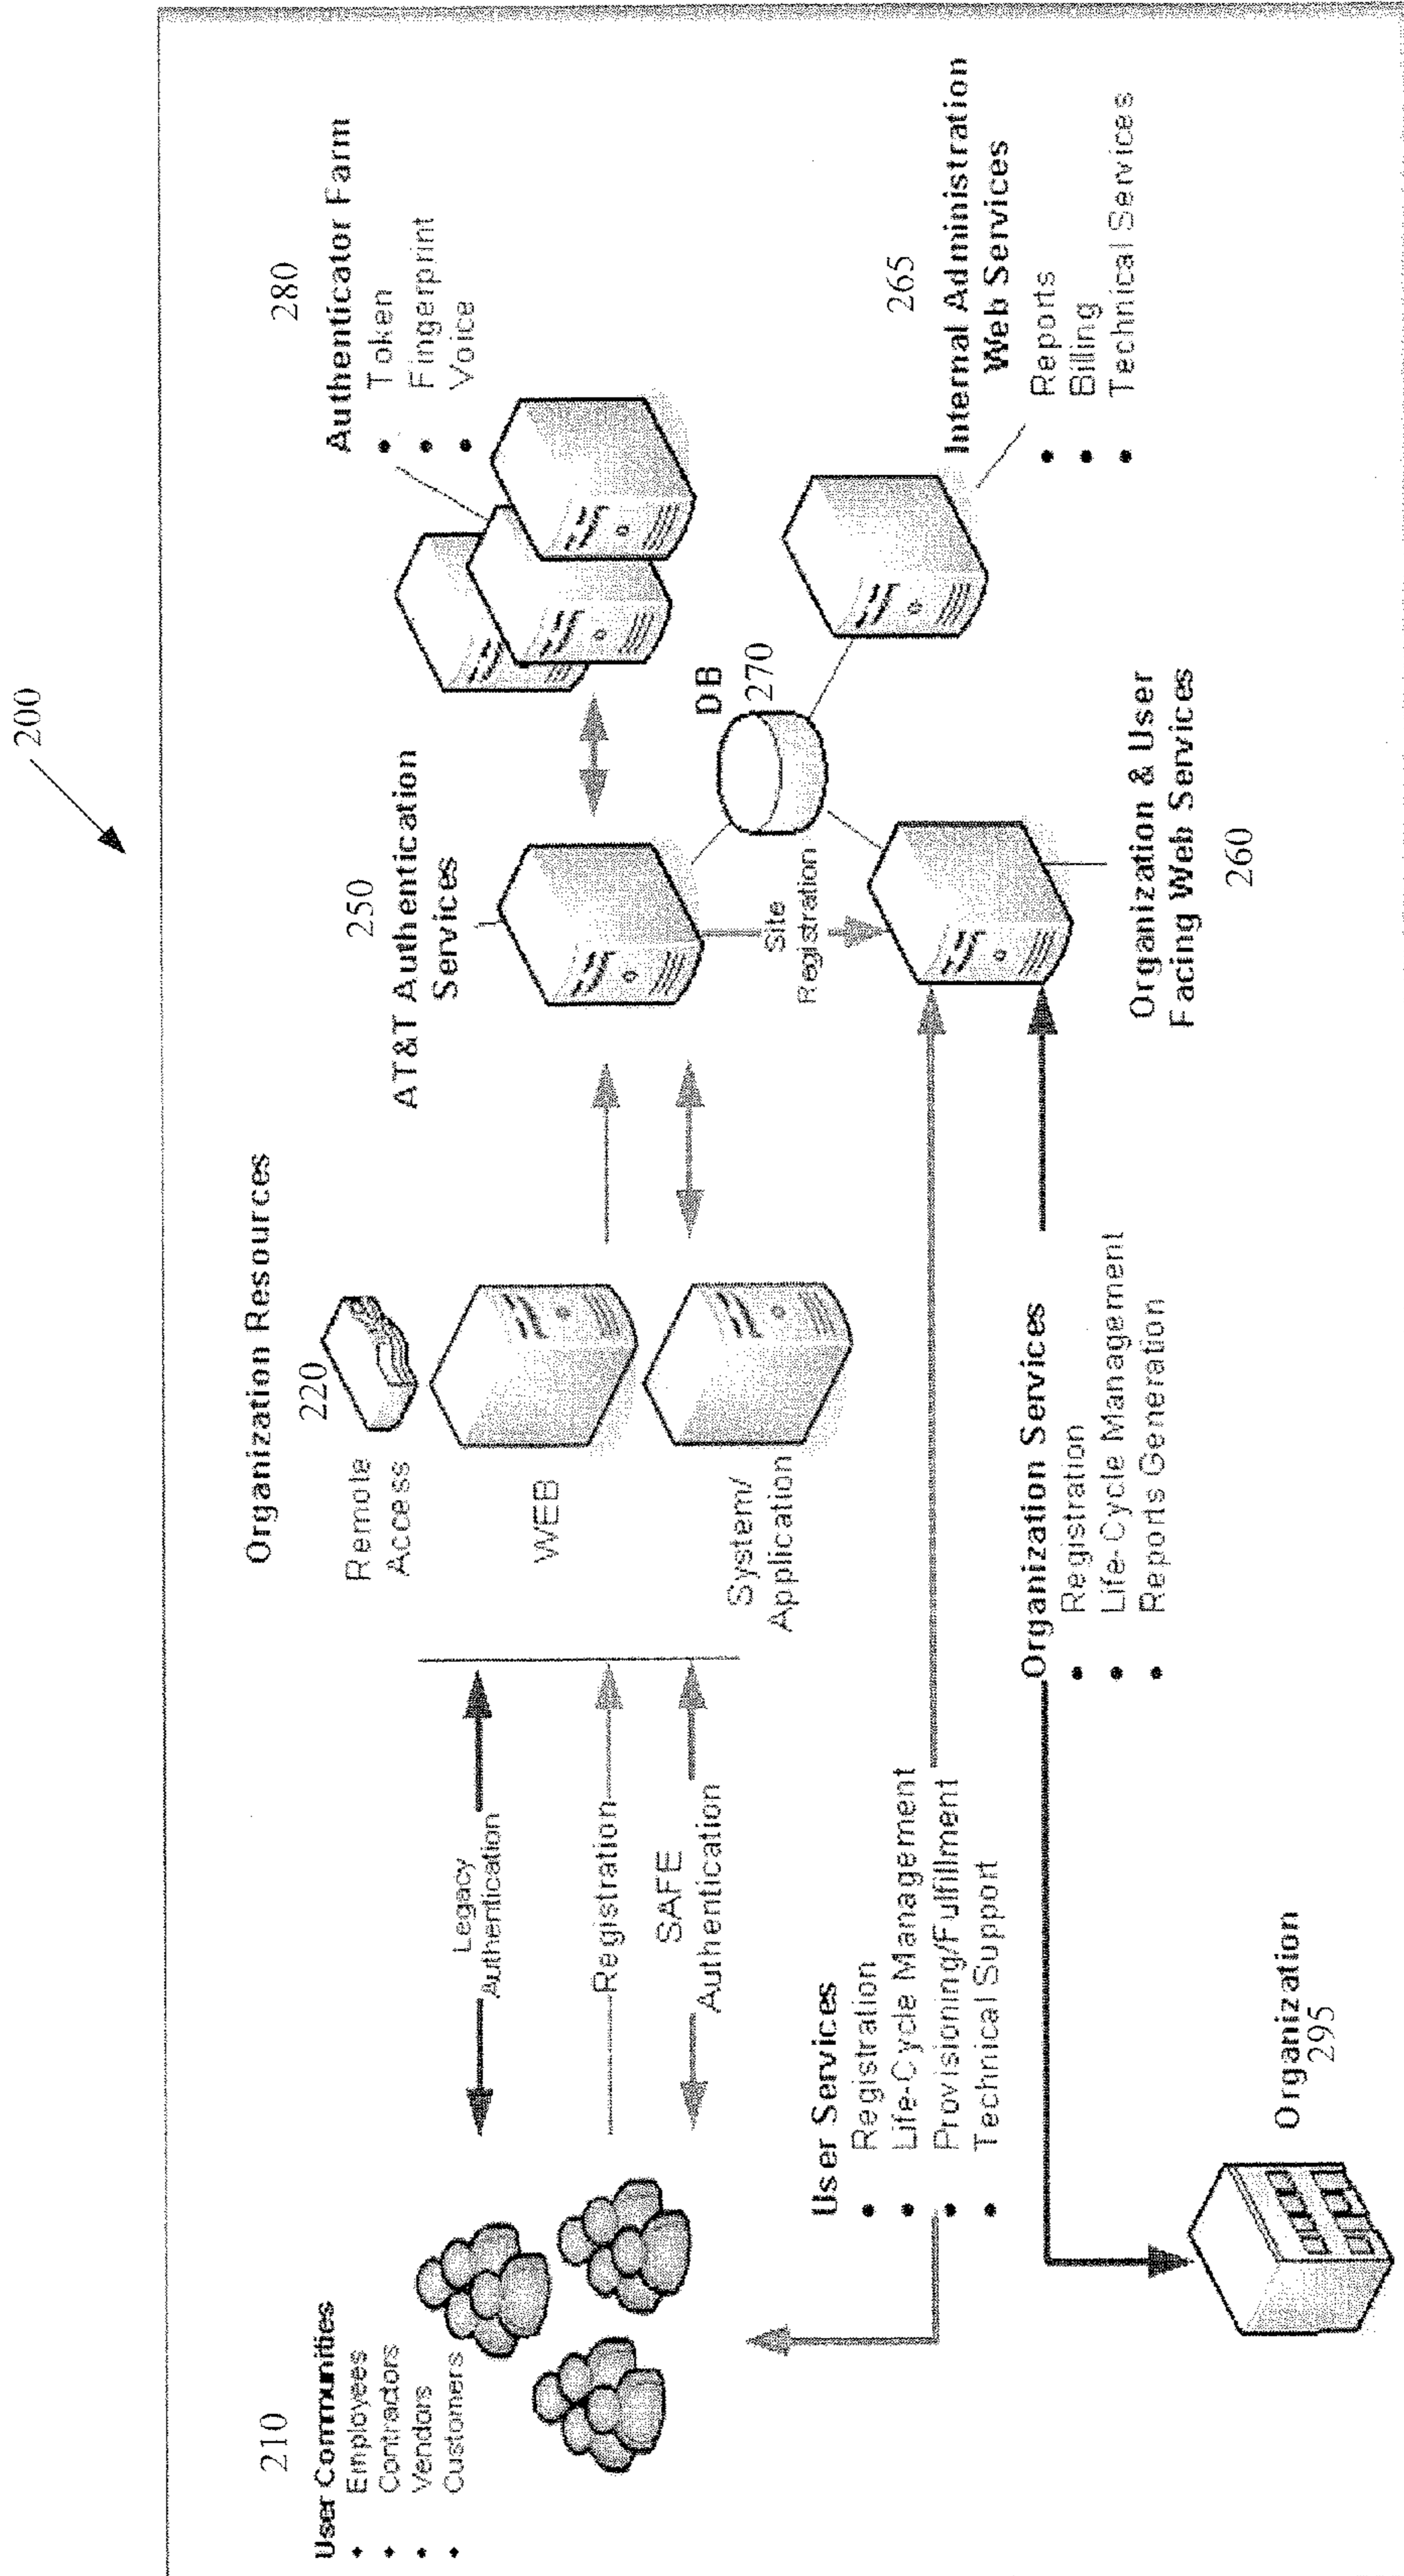 200
210
User Communities
• Employees
• Contractors
• Vendors
• Customers
Legacy
Authentication
Registration
SAFE
Authentication
Organization Resources
220
Remote
Access
WEB
System/
Application
250
AT&T Authentication
Services
280
Authenticator Farm
• Token
• Fingerprint
• Voice
DB
270
Site
Registration
265
Internal Administration
Web Services
• Reports
• Billing
• Technical Services
Organization & User
Facing Web Services
260
User Services
• Registration
• Life-Cycle Management
• Provisioning/Fulfillment
• Technical Support
Organization Services
• Registration
• Life-Cycle Management
• Reports Generation
Organization
295